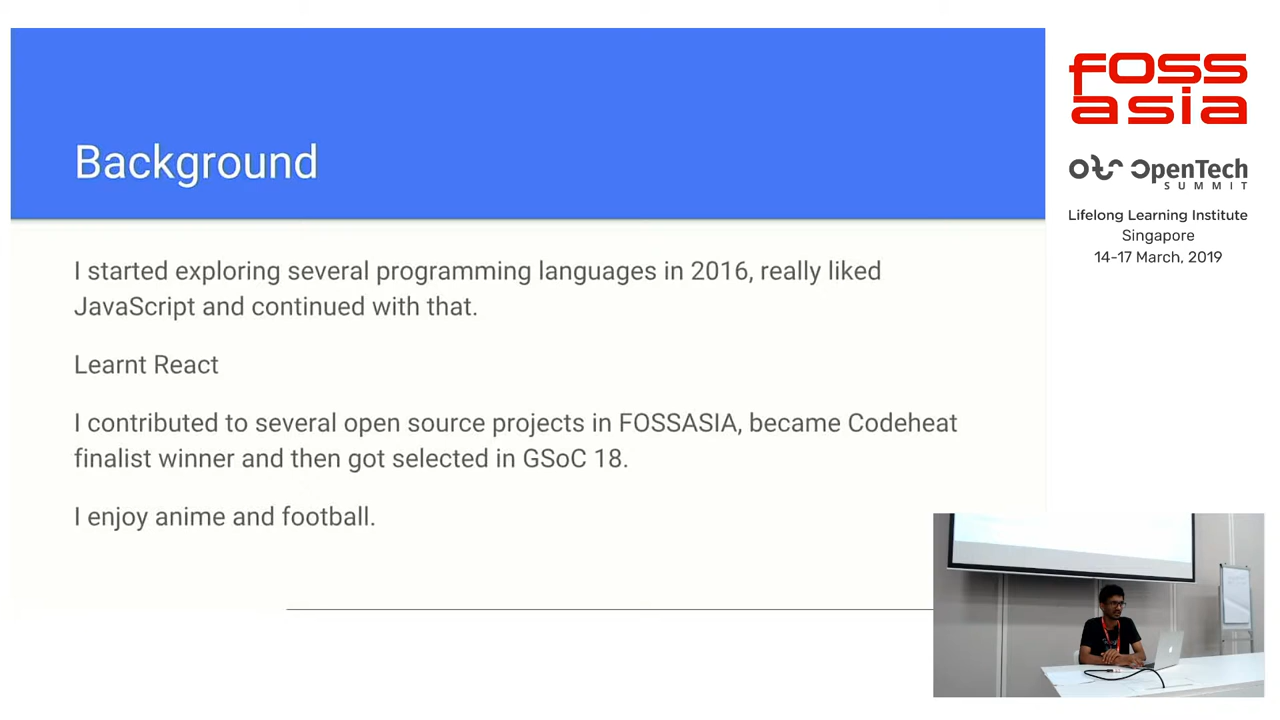 Background
I started exploring several programming languages in 2016, really liked
JavaScript and continued with that.
Learnt React
I contributed to several open source projects in FOSSASIA, became Codeheat
finalist winner and then got selected in GSoC 18.
I enjoy anime and football.
FOSS
asia
OTS OpenTech
SUMMIT
Lifelong Learning Institute
Singapore
14-17 March, 2019